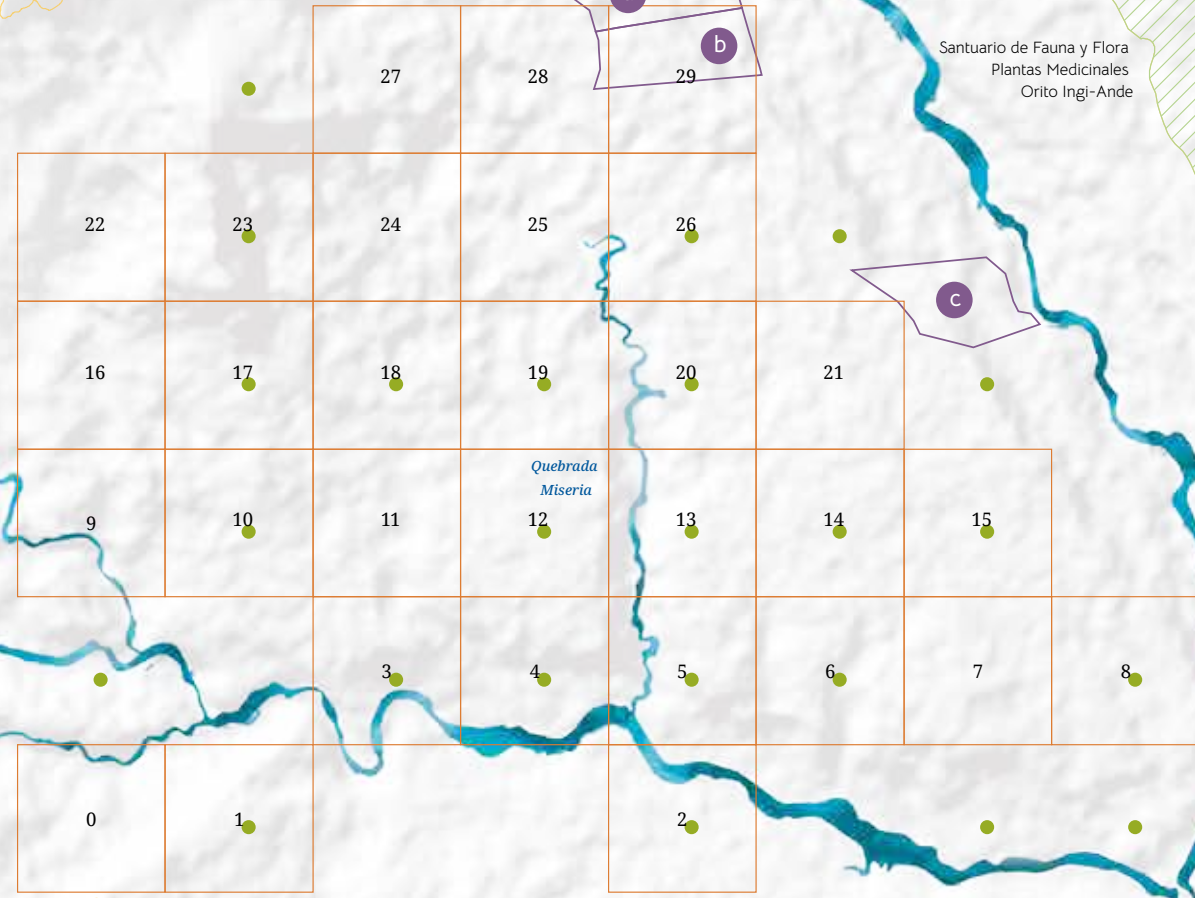 b
Santuario de Fauna y Flora
Plantas Medicinales
Orito Ingi-Ande
27 28 29
22 23 24 25 26
c
16 17 18 19 20 21
Quebrada
Miseria
9 10 11 12 13 14 15
3 4 5 6 7 8
0 1 2